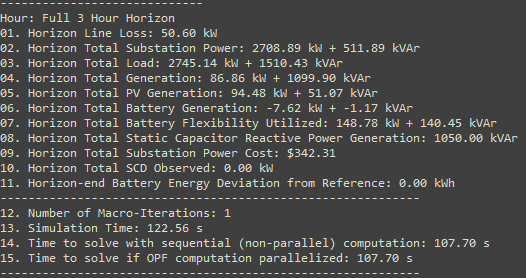 -----------------------------
Hour: Full 3 Hour Horizon
01. Horizon Line Loss: 50.60 kW
02. Horizon Total Substation Power: 2708.89 kW + 511.89 kVAr
03. Horizon Total Load: 2745.14 kW + 1510.43 kVAr
04. Horizon Total Generation: 86.86 kW + 1099.90 kVAr
05. Horizon Total PV Generation: 94.48 kW + 51.07 kVAr
06. Horizon Total Battery Generation: -7.62 kW + -1.17 kVAr
07. Horizon Total Battery Flexibility Utilized: 148.78 kW + 140.45 kVAr
08. Horizon Total Static Capacitor Reactive Power Generation: 1050.00 kVAr
09. Horizon Total Substation Power Cost: $342.31
10. Horizon Total SCD Observed: 0.00 kW
11. Horizon-end Battery Energy Deviation from Reference: 0.00 kWh
------------------------------------------------------------
12. Number of Macro-Iterations: 1
13. Simulation Time: 122.56 s
14. Time to solve with sequential (non-parallel) computation: 107.70 s
15. Time to solve if OPF computation parallelized: 107.70 s
------------------------------------------------------------